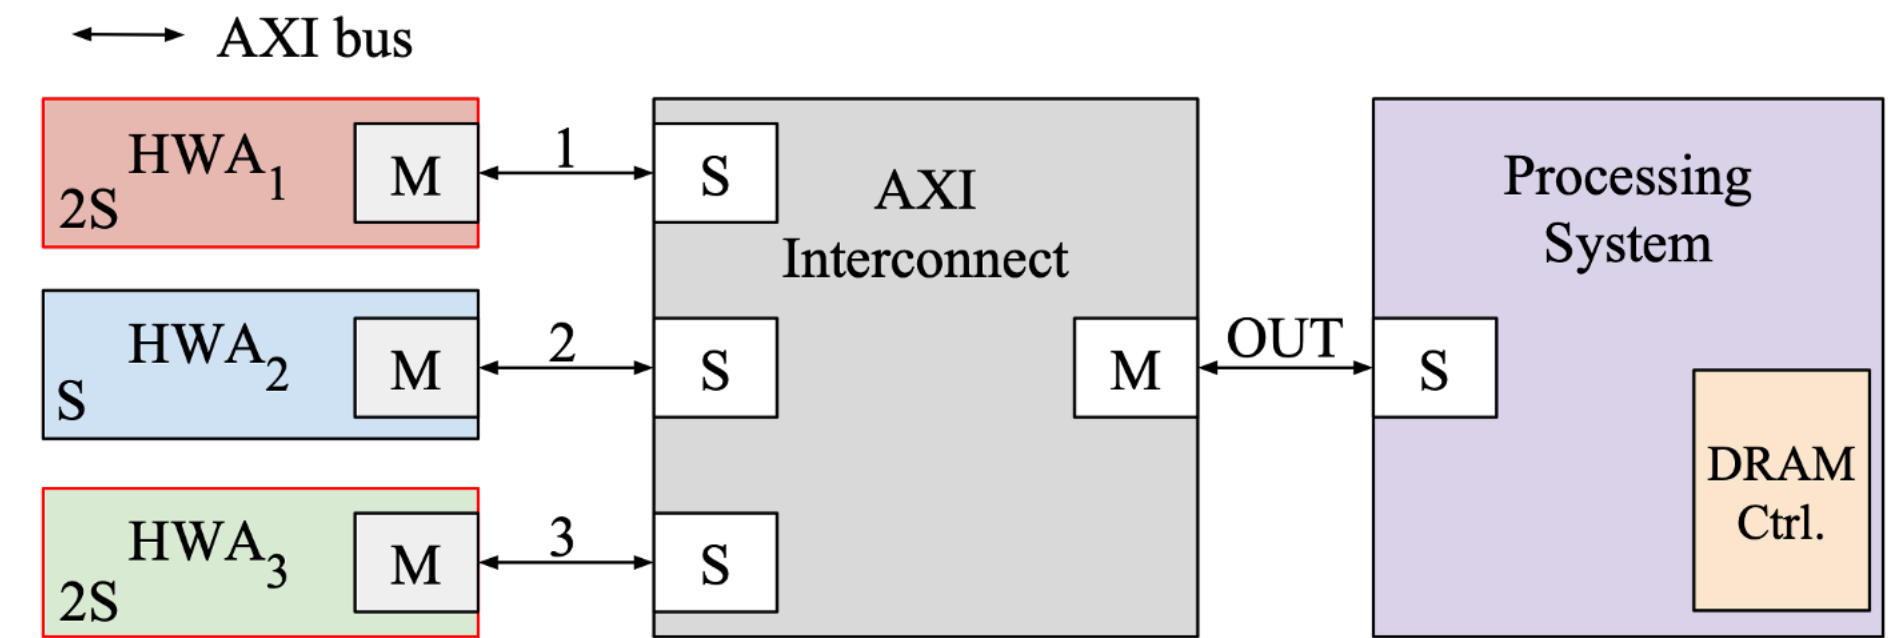 AXI bus
HWA1
2S
M
1
S
HWA2
S
M
2
S
HWA3
2S
M
3
S
AXI
Interconnect
M
OUT
Processing
System
S
DRAM
Ctrl.